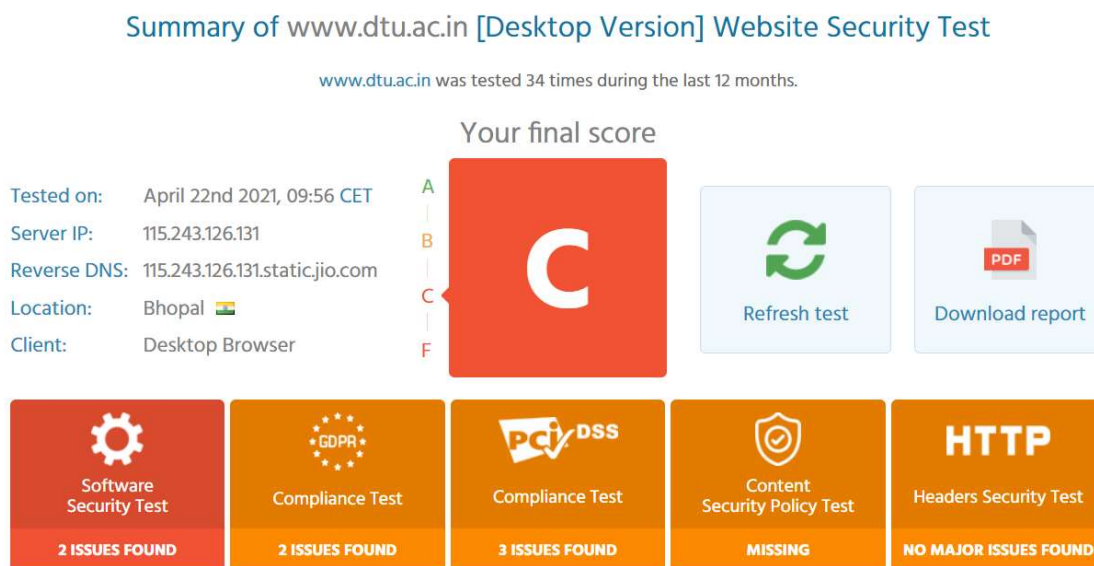 Summary of www.dtu.ac.in [Desktop Version] Website Security Test
www.dtu.ac.in was tested 34 times during the last 12 months.
Your final score
Tested on: April 22nd 2021, 09:56 CET
Server IP: 115.243.126.131
Reverse DNS: 115.243.126.131.static.jio.com
Location: Bhopal
Client: Desktop Browser
A
B
C
F
C
Refresh test
PDF
Download report
Software
Security Test
2 ISSUES FOUND
GDPR
Compliance Test
2 ISSUES FOUND
PCI DSS
Compliance Test
3 ISSUES FOUND
Content
Security Policy Test
MISSING
HTTP
Headers Security Test
NO MAJOR ISSUES FOUND